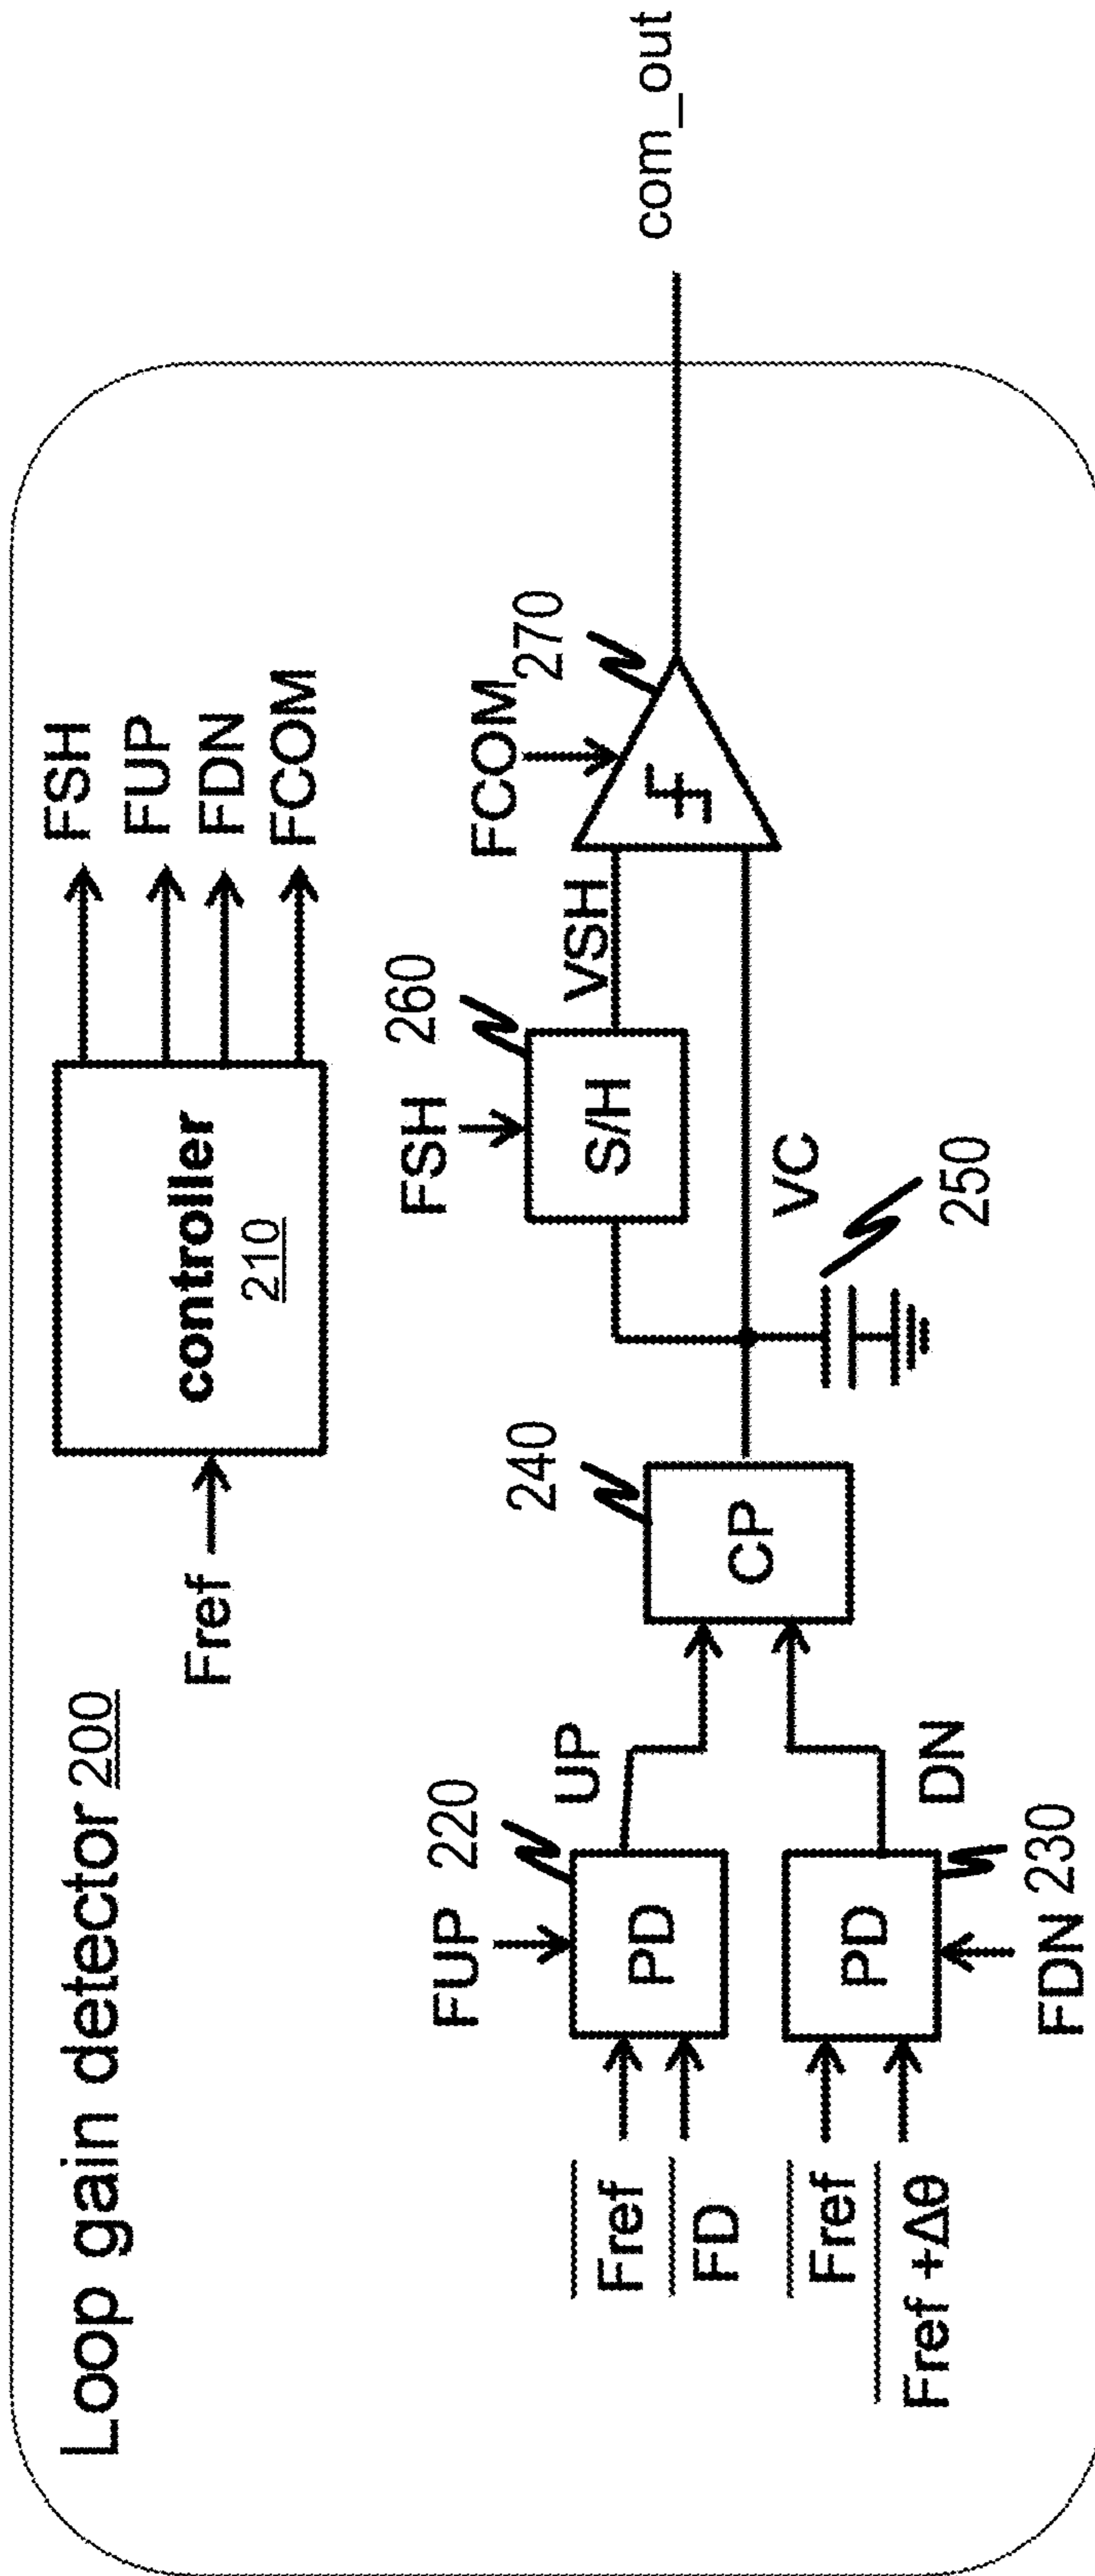 Loop gain detector 200
Fref
controller
210
FSH
FUP
FDN
FCOM
FUP 220
Fref
FD
PD
UP
Fref
Fref +Δθ
PD
DN
FDN 230
240
CP
FSH 260
S/H
VSH
VC
250
FCOM 270
com_out